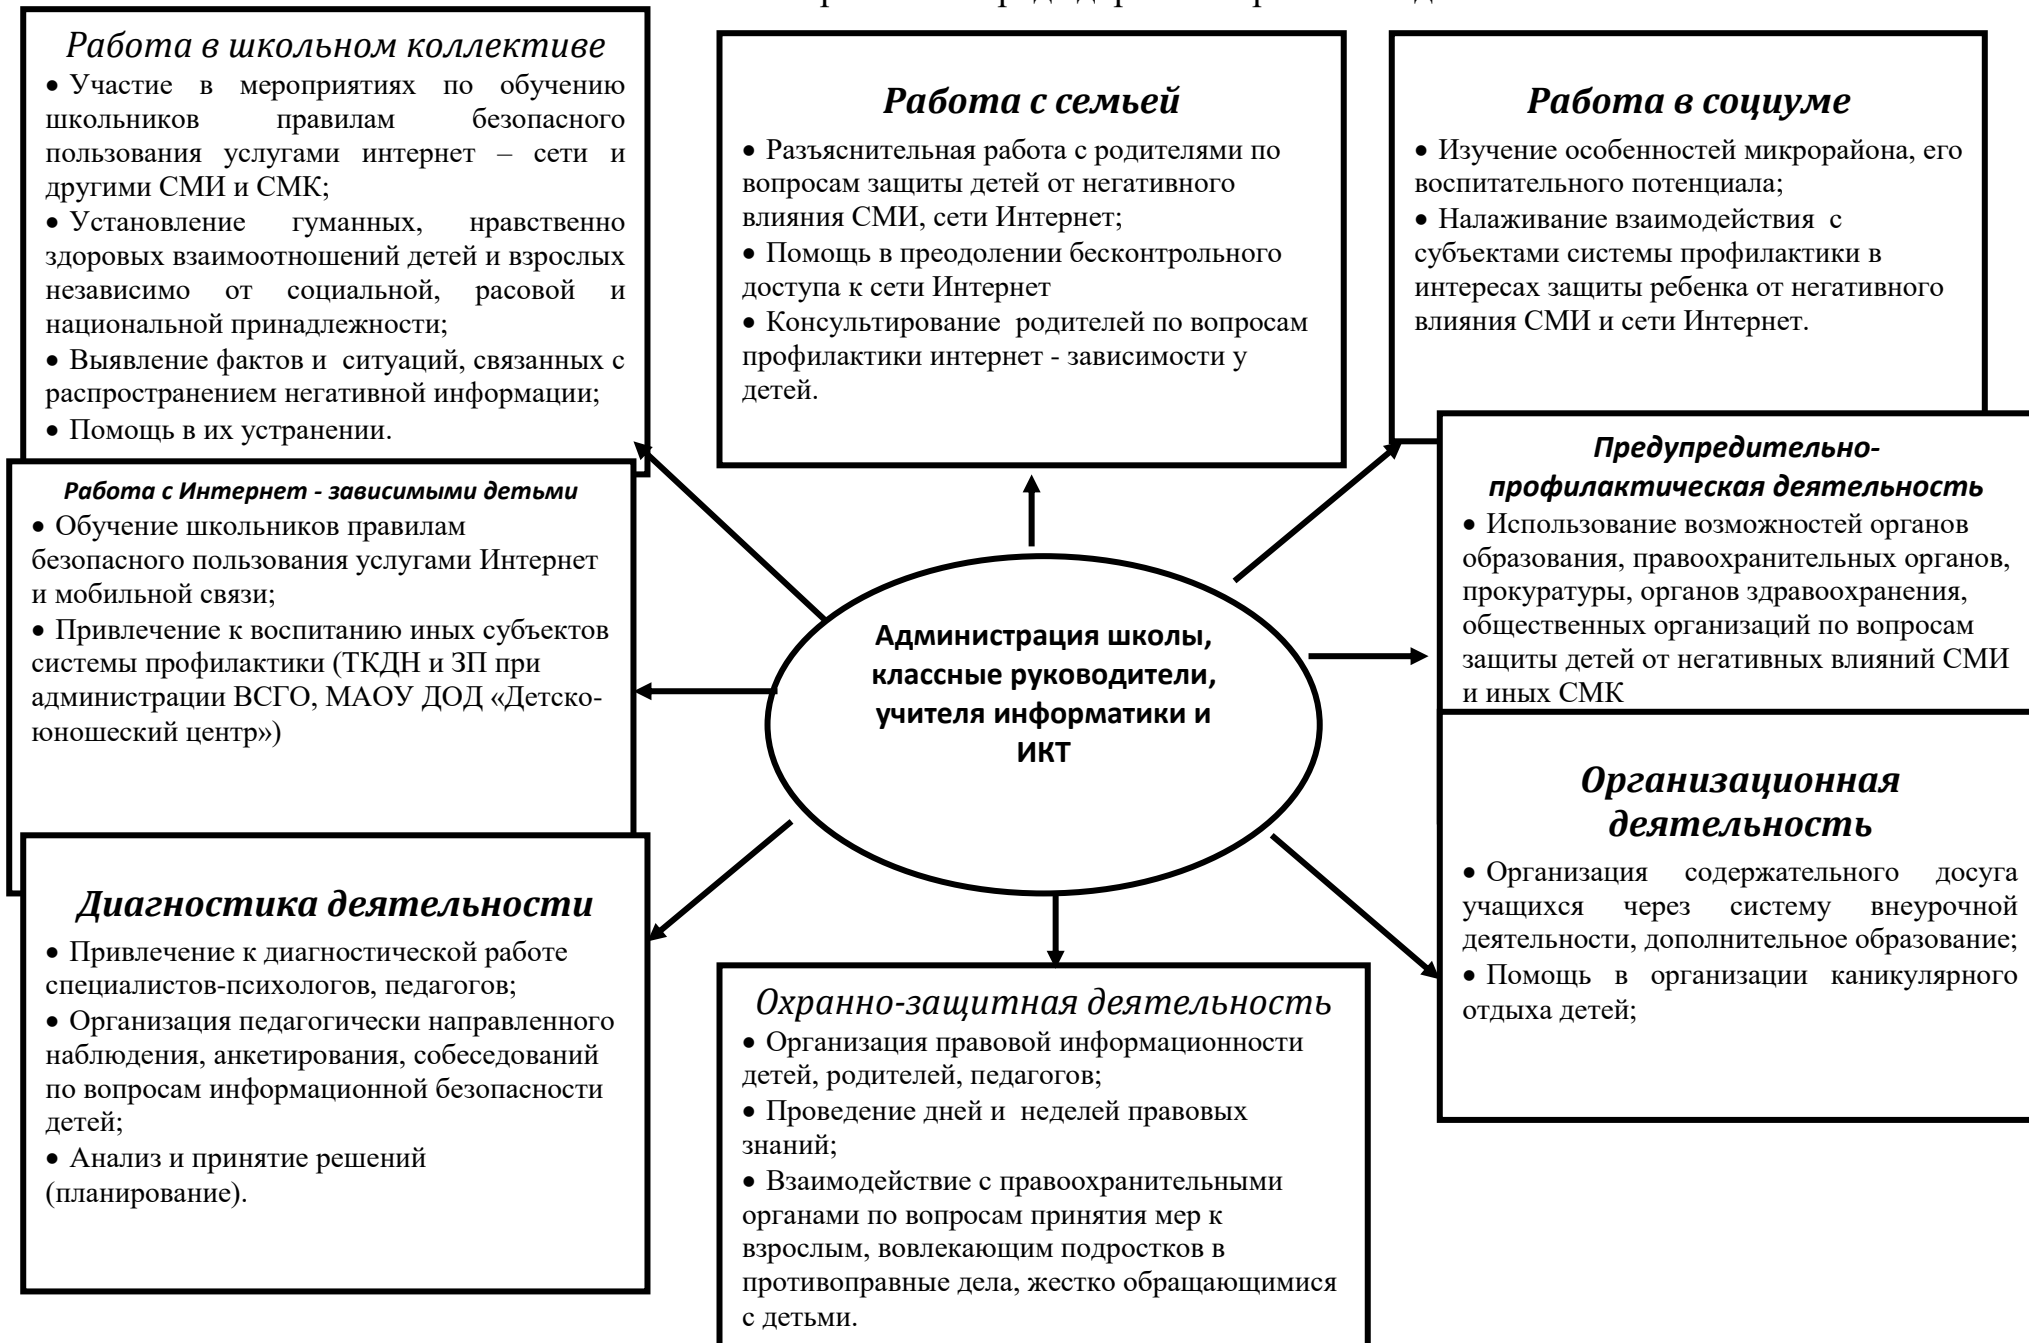 Работа в школьном коллективе
• Участие в мероприятиях по обучению
школьников правилам безопасного
пользования услугами интернет – сети и
другими СМИ и СМК;
• Установление гуманных, нравственно
здоровых взаимоотношений детей и взрослых
независимо от социальной, расовой и
национальной принадлежности;
• Выявление фактов и ситуаций, связанных с
распространением негативной информации;
• Помощь в их устранении.
Работа с семьей
• Разъяснительная работа с родителями по
вопросам защиты детей от негативного
влияния СМИ, сети Интернет;
• Помощь в преодолении бесконтрольного
доступа к сети Интернет
• Консультирование родителей по вопросам
профилактики интернет - зависимости у
детей.
Работа в социуме
• Изучение особенностей микрорайона, его
воспитательного потенциала;
• Налаживание взаимодействия с
субъектами системы профилактики в
интересах защиты ребенка от негативного
влияния СМИ и сети Интернет.
Работа с Интернет - зависимыми детьми
• Обучение школьников правилам
безопасного пользования услугами Интернет
и мобильной связи;
• Привлечение к воспитанию иных субъектов
системы профилактики (ТКДН и ЗП при
администрации ВСГО, МАОУ ДОД «Детско-
юношеский центр»)
Администрация школы,
классные руководители,
учителя информатики и
ИКТ
Предупредительно-
профилактическая деятельность
• Использование возможностей органов
образования, правоохранительных органов,
прокуратуры, органов здравоохранения,
общественных организаций по вопросам
защиты детей от негативных влияний СМИ
и иных СМК
Организационная
деятельность
• Организация содержательного досуга
учащихся через систему внеурочной
деятельности, дополнительное образование;
• Помощь в организации каникулярного
отдыха детей;
Диагностика деятельности
• Привлечение к диагностической работе
специалистов-психологов, педагогов;
• Организация педагогически направленного
наблюдения, анкетирования, собеседований
по вопросам информационной безопасности
детей;
• Анализ и принятие решений
(планирование).
Охранно-защитная деятельность
• Организация правовой информационности
детей, родителей, педагогов;
• Проведение дней и неделей правовых
знаний;
• Взаимодействие с правоохранительными
органами по вопросам принятия мер к
взрослым, вовлекающим подростков в
противоправные дела, жестко обращающимися
с детьми.